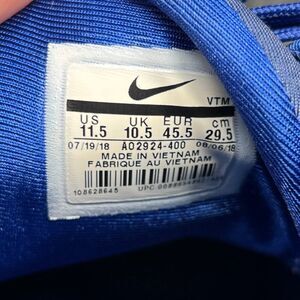 VTM
US UK EUR cm
11.5 10.5 45.5 29.5
07/19/18 AO2924-400 08/06/18
MADE IN VIETNAM
FABRIQUE AU VIETNAM
108628645
UPC